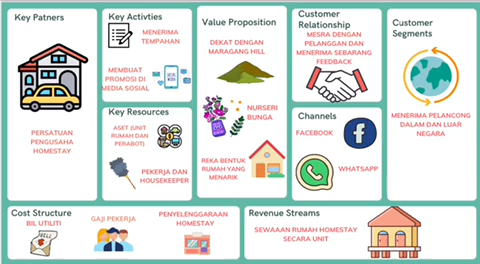 Key Patners
PERSATUAN
PENGUSAHA
HOMESTAY
Key Activties
MENERIMA
TEMPAHAN
MEMBUAT
PROMOSI DI
MEDIA SOSIAL
Key Resources
ASET (UNIT
RUMAH DAN
PERABOT)
PEKERJA DAN
HOUSEKEEPER
Value Proposition
DEKAT DENGAN
MARAGANG HILL
NURSERI
BUNGA
REKA BENTUK
RUMAH YANG
MENARIK
Customer
Relationship
MESRA DENGAN
PELANGGAN DAN
MENERIMA SEBARANG
FEEDBACK
Channels
FACEBOOK
WHATSAPP
Customer
Segments
MENERIMA PELANCONG
DALAM DAN LUAR
NEGARA
Cost Structure
BIL UTILITI
BILL
GAJI PEKERJA
PENYELENGGARAAN
HOMESTAY
Revenue Streams
SEWAAAN RUMAH HOMESTAY
SECARA UNIT